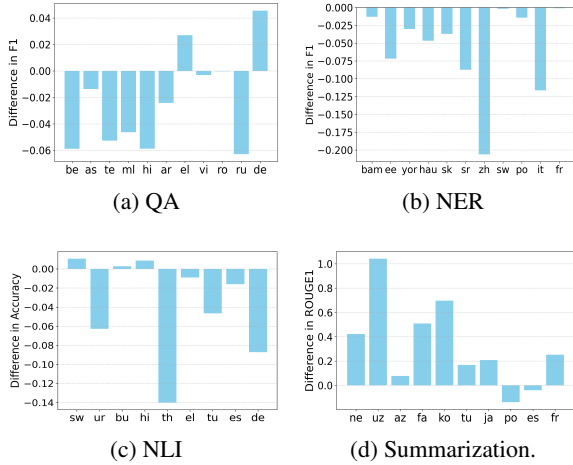 Difference in F1
0.04
0.02
0.00
−0.02
−0.04
−0.06
be as te ml hi ar el vi ro ru de
(a) QA
Difference in F1
0.000
−0.025
−0.050
−0.075
−0.100
−0.125
−0.150
−0.175
−0.200
bam ee yor hau sk sr zh sw po it fr
(b) NER
Difference in Accuracy
0.00
−0.02
−0.04
−0.06
−0.08
−0.10
−0.12
−0.14
sw ur bu hi th el tu es de
(c) NLI
Difference in ROUGE1
1.0
0.8
0.6
0.4
0.2
0.0
ne uz az fa ko tu ja po es fr
(d) Summarization.